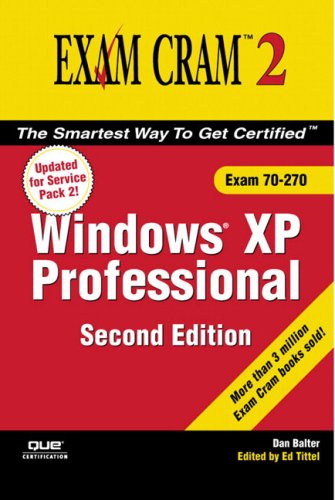 EXAM CRAM™ 2
The Smartest Way To Get Certified™
Updated
for Service
Pack 2!
Exam 70-270
Windows® XP
Professional
Second Edition
More than 3 million
Exam Cram books sold!
Dan Balter
Edited by Ed Tittel
QUE®
CERTIFICATION